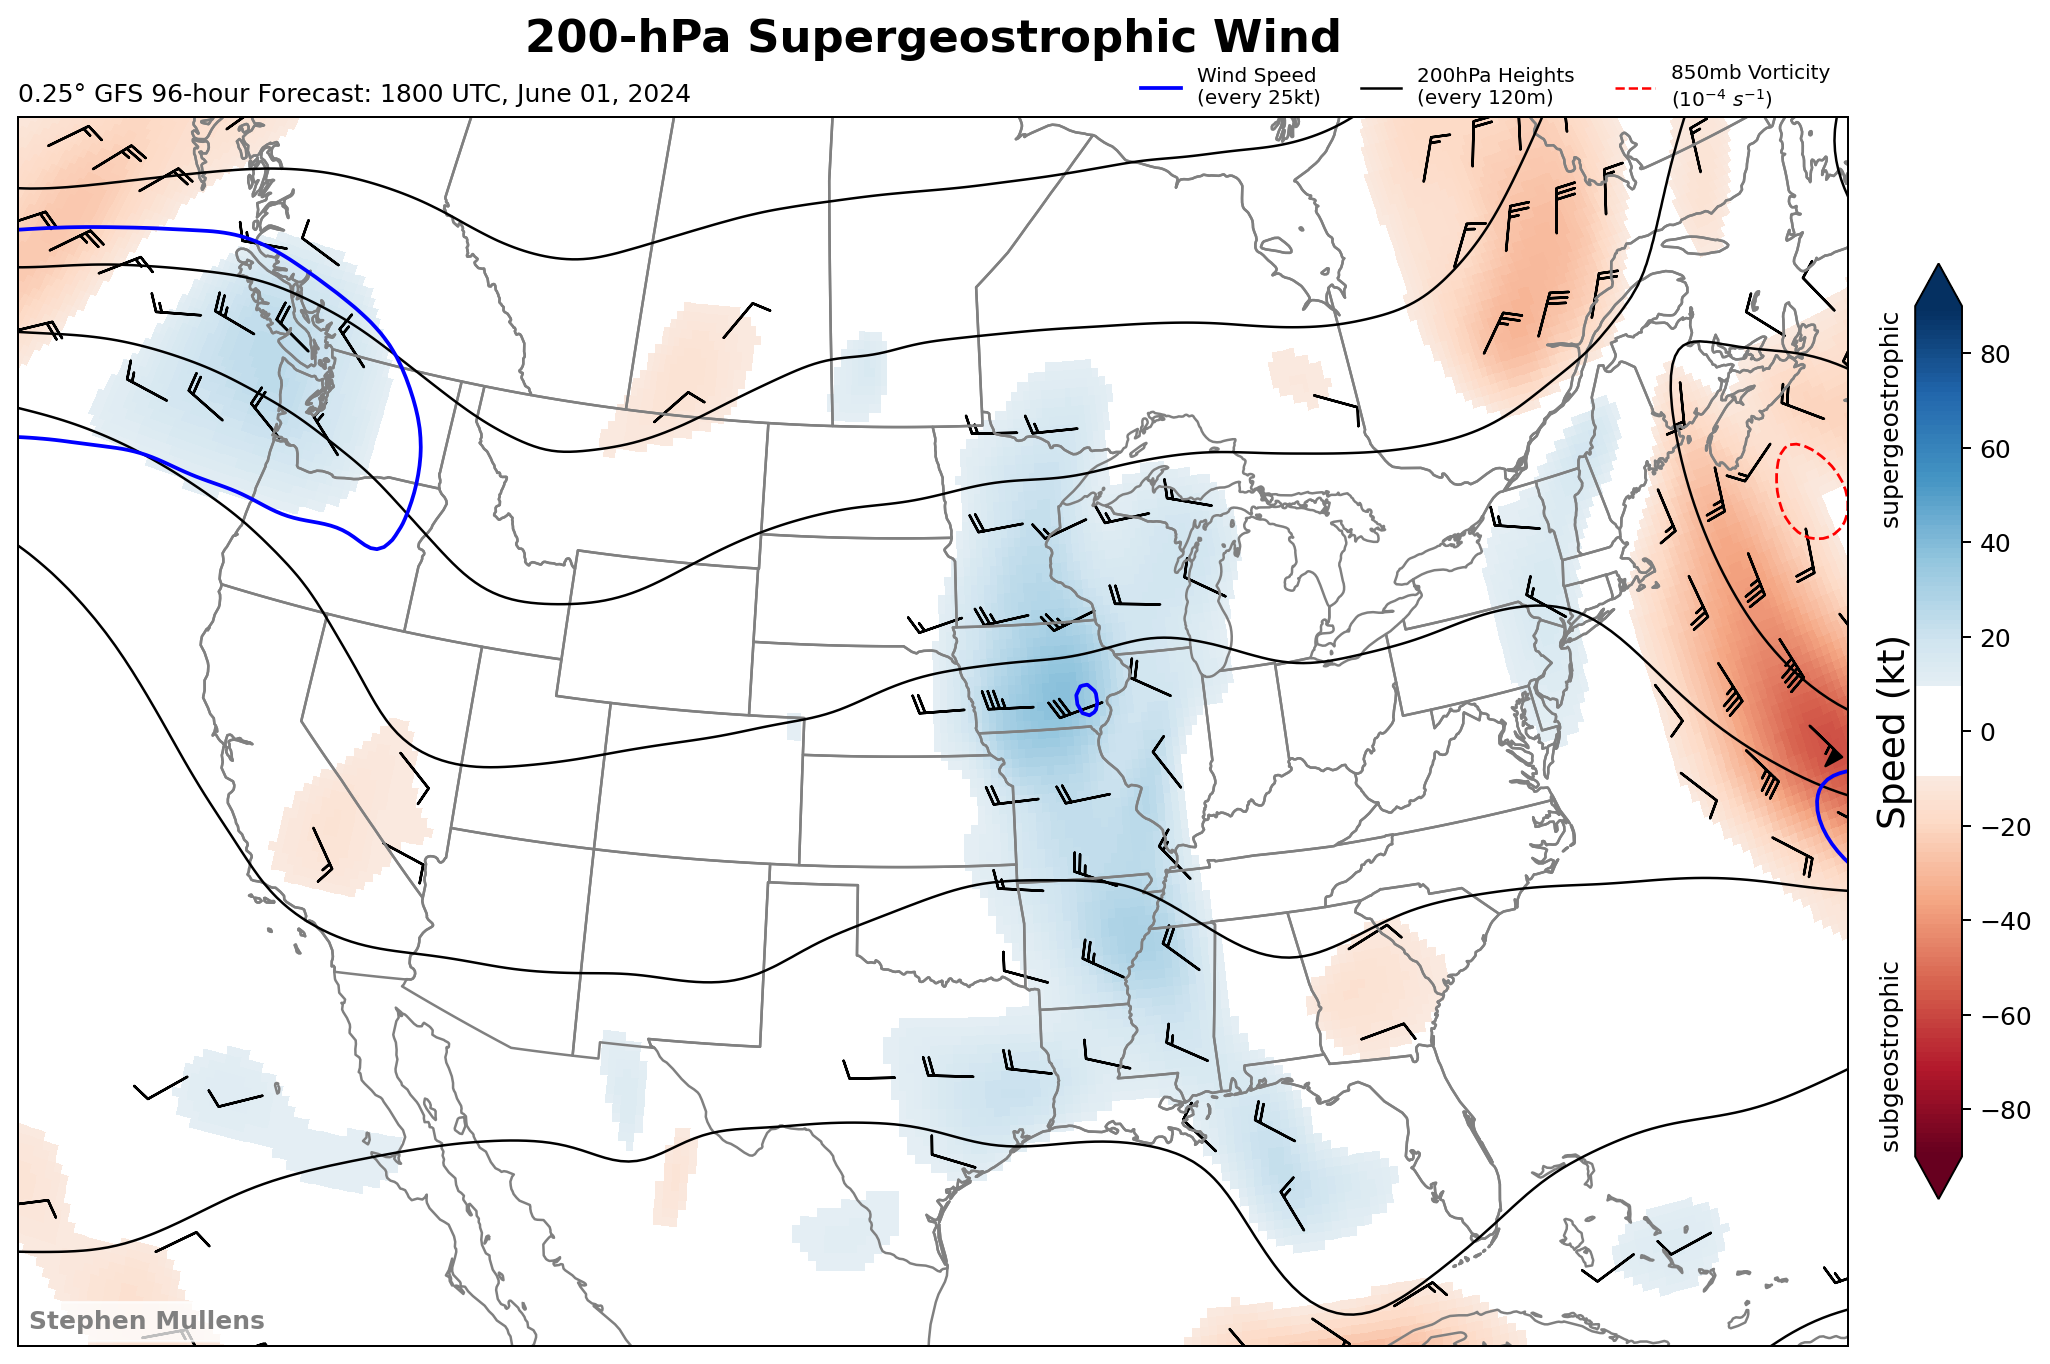 200-hPa Supergeostrophic Wind
0.25° GFS 96-hour Forecast: 1800 UTC, June 01, 2024
Wind Speed
(every 25kt)
200hPa Heights
(every 120m)
850mb Vorticity
(10⁻⁴ s⁻¹)
supergeostrophic
Speed (kt)
subgeostrophic
80
60
40
20
0
−20
−40
−60
−80
Stephen Mullens